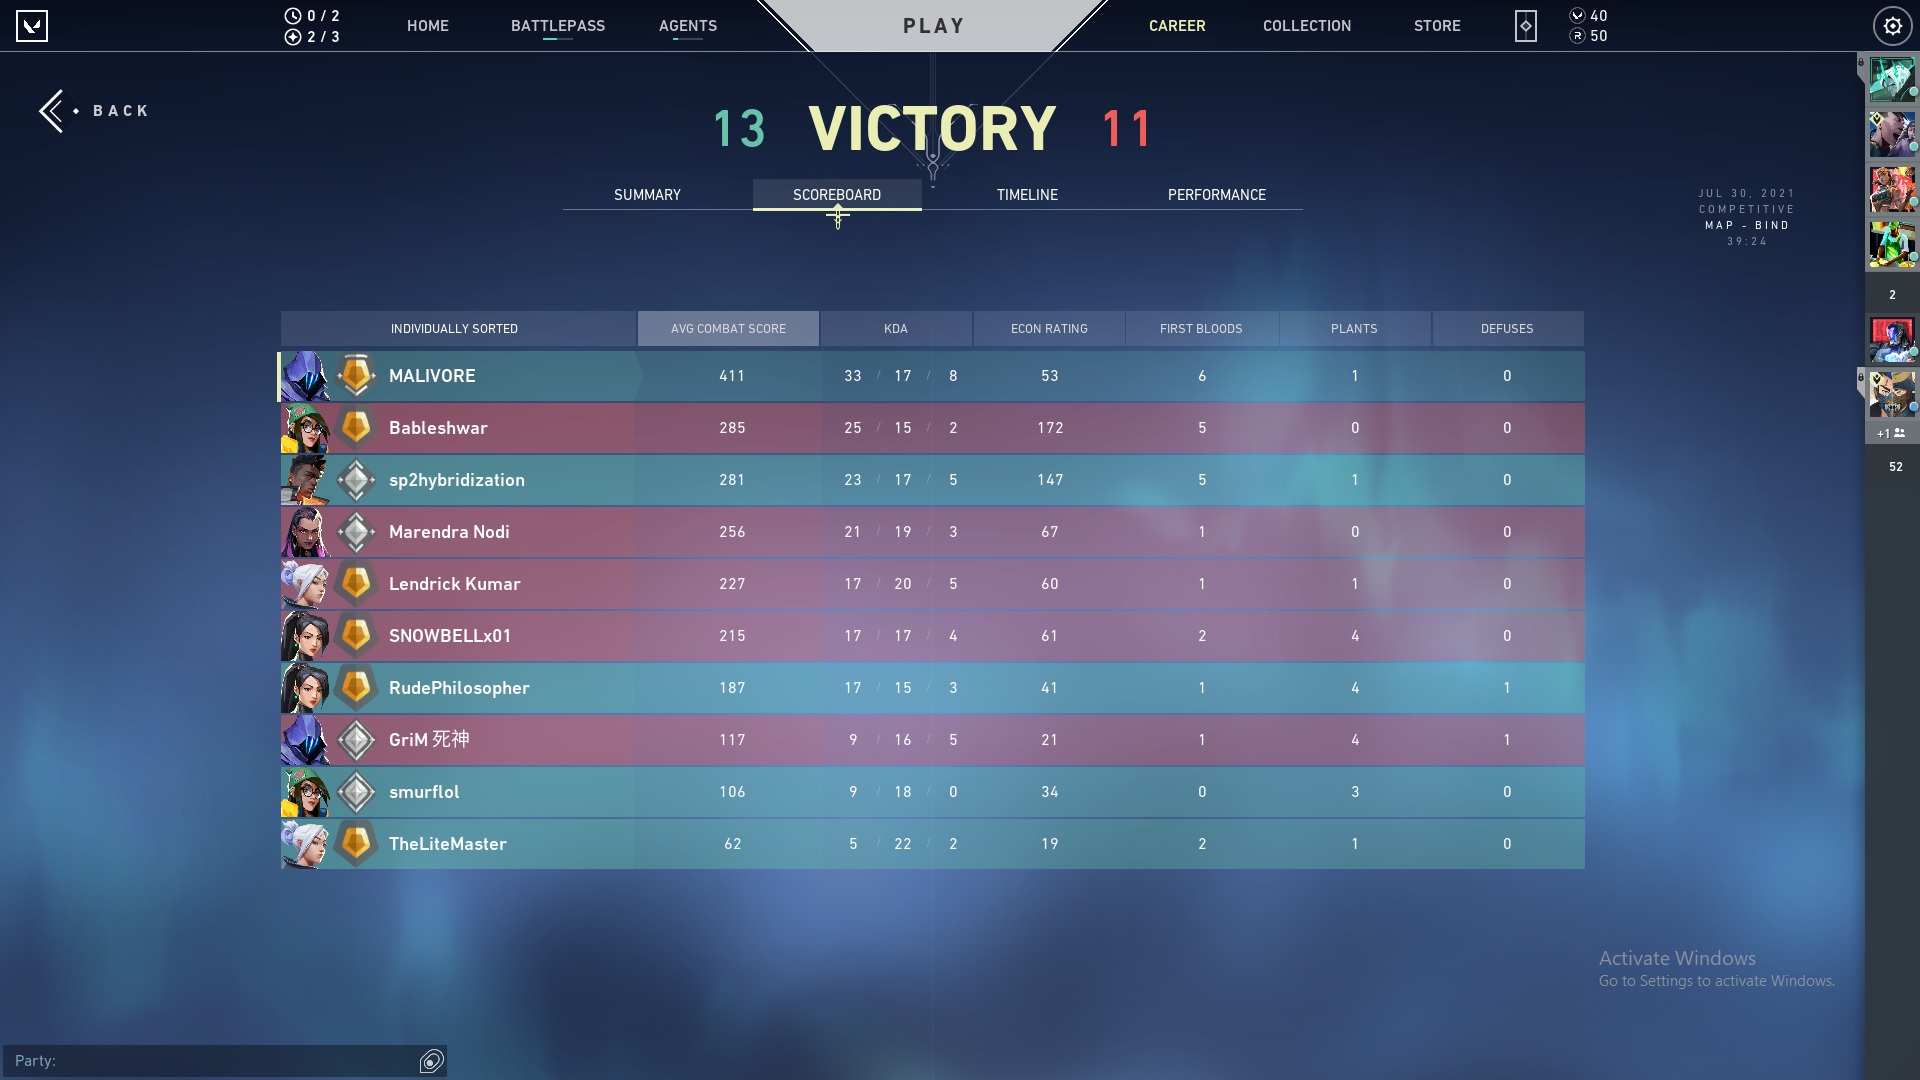 0 / 2
2 / 3
HOME
BATTLEPASS
AGENTS
PLAY
CAREER
COLLECTION
STORE
40
50
BACK
13 VICTORY 11
SUMMARY SCOREBOARD TIMELINE PERFORMANCE
JUL 30, 2021
COMPETITIVE
MAP - BIND
39:24
INDIVIDUALLY SORTED AVG COMBAT SCORE KDA ECON RATING FIRST BLOODS PLANTS DEFUSES
MALIVORE 411 33 / 17 / 8 53 6 1 0
Bableshwar 285 25 / 15 / 2 172 5 0 0
sp2hybridization 281 23 / 17 / 5 147 5 1 0
Marendra Nodi 256 21 / 19 / 3 67 1 0 0
Lendrick Kumar 227 17 / 20 / 5 60 1 1 0
SNOWBELLx01 215 17 / 17 / 4 61 2 4 0
RudePhilosopher 187 17 / 15 / 3 41 1 4 1
GriM 死神 117 9 / 16 / 5 21 1 4 1
smurflol 106 9 / 18 / 0 34 0 3 0
TheLiteMaster 62 5 / 22 / 2 19 2 1 0
2
+1
52
Activate Windows
Go to Settings to activate Windows.
Party: